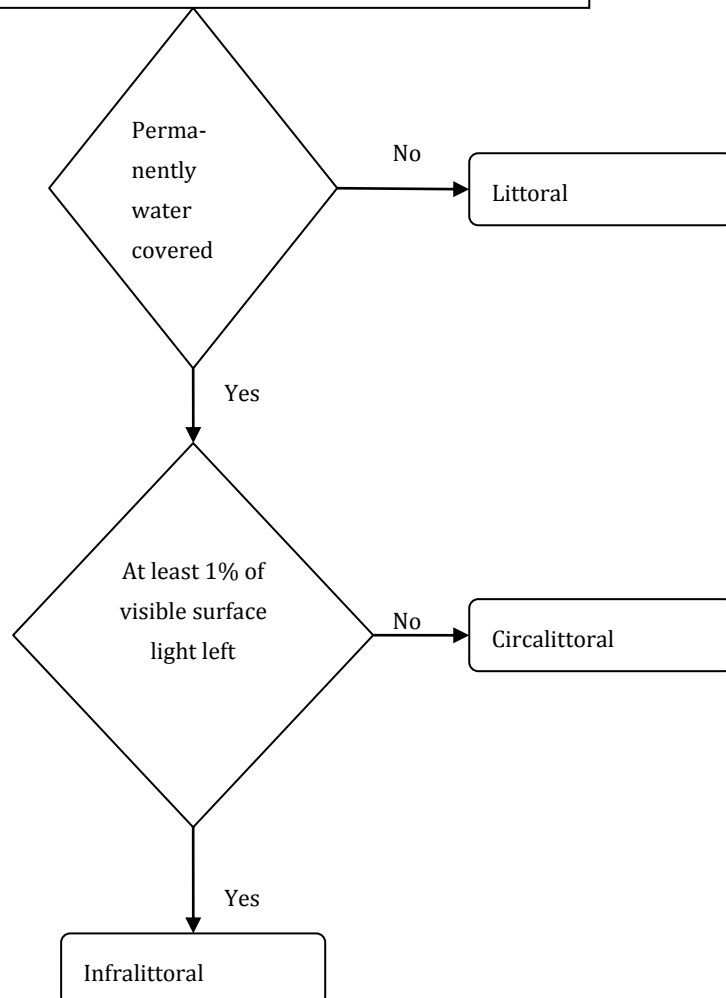 Perma-
nently
water
covered
No
Littoral
Yes
At least 1% of
visible surface
light left
No
Circalittoral
Yes
Infralittoral